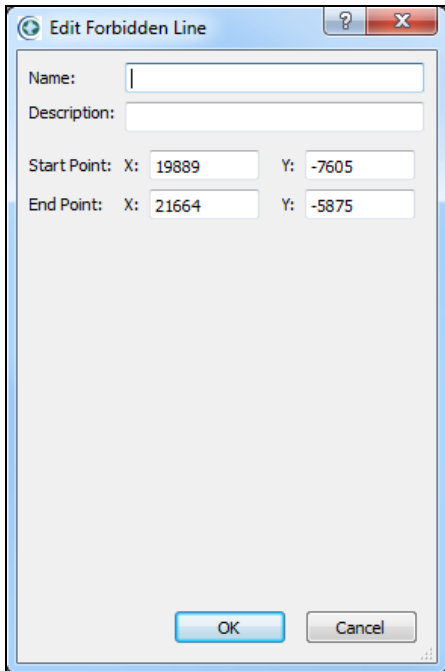 Edit Forbidden Line
Name:
Description:
Start Point: X: 19889 Y: -7605
End Point: X: 21664 Y: -5875
OK Cancel